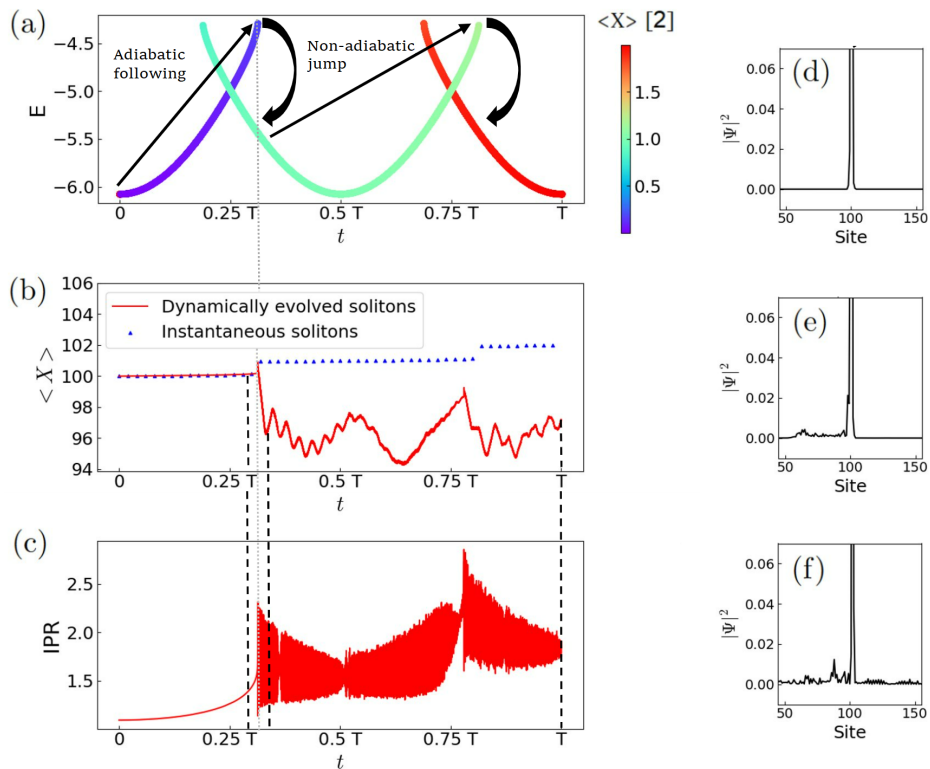 (a)
<X> [2]
Adiabatic
following
Non-adiabatic
jump
−4.5
−5.0
−5.5
−6.0
E
0 0.25 T 0.5 T 0.75 T T
t
1.5
1.0
0.5
(b)
106
104
102
100
98
96
94
< X >
Dynamically evolved solitons
Instantaneous solitons
0 0.25 T 0.5 T 0.75 T T
t
(c)
2.5
2.0
1.5
IPR
0 0.25 T 0.5 T 0.75 T T
t
(d)
0.06
0.04
0.02
0.00
|Ψ|²
50 100 150
Site
(e)
0.06
0.04
0.02
0.00
|Ψ|²
50 100 150
Site
(f)
0.06
0.04
0.02
0.00
|Ψ|²
50 100 150
Site